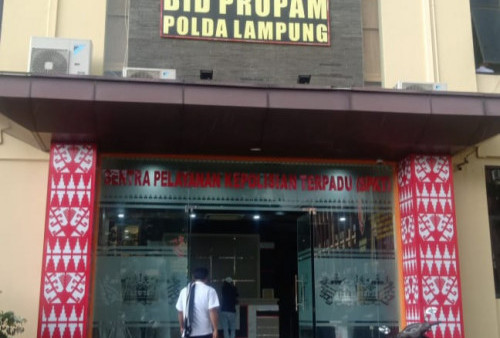 BID PROPAM
POLDA LAMPUNG
SENTRA PELAYANAN KEPOLISIAN TERPADU (SPKT)